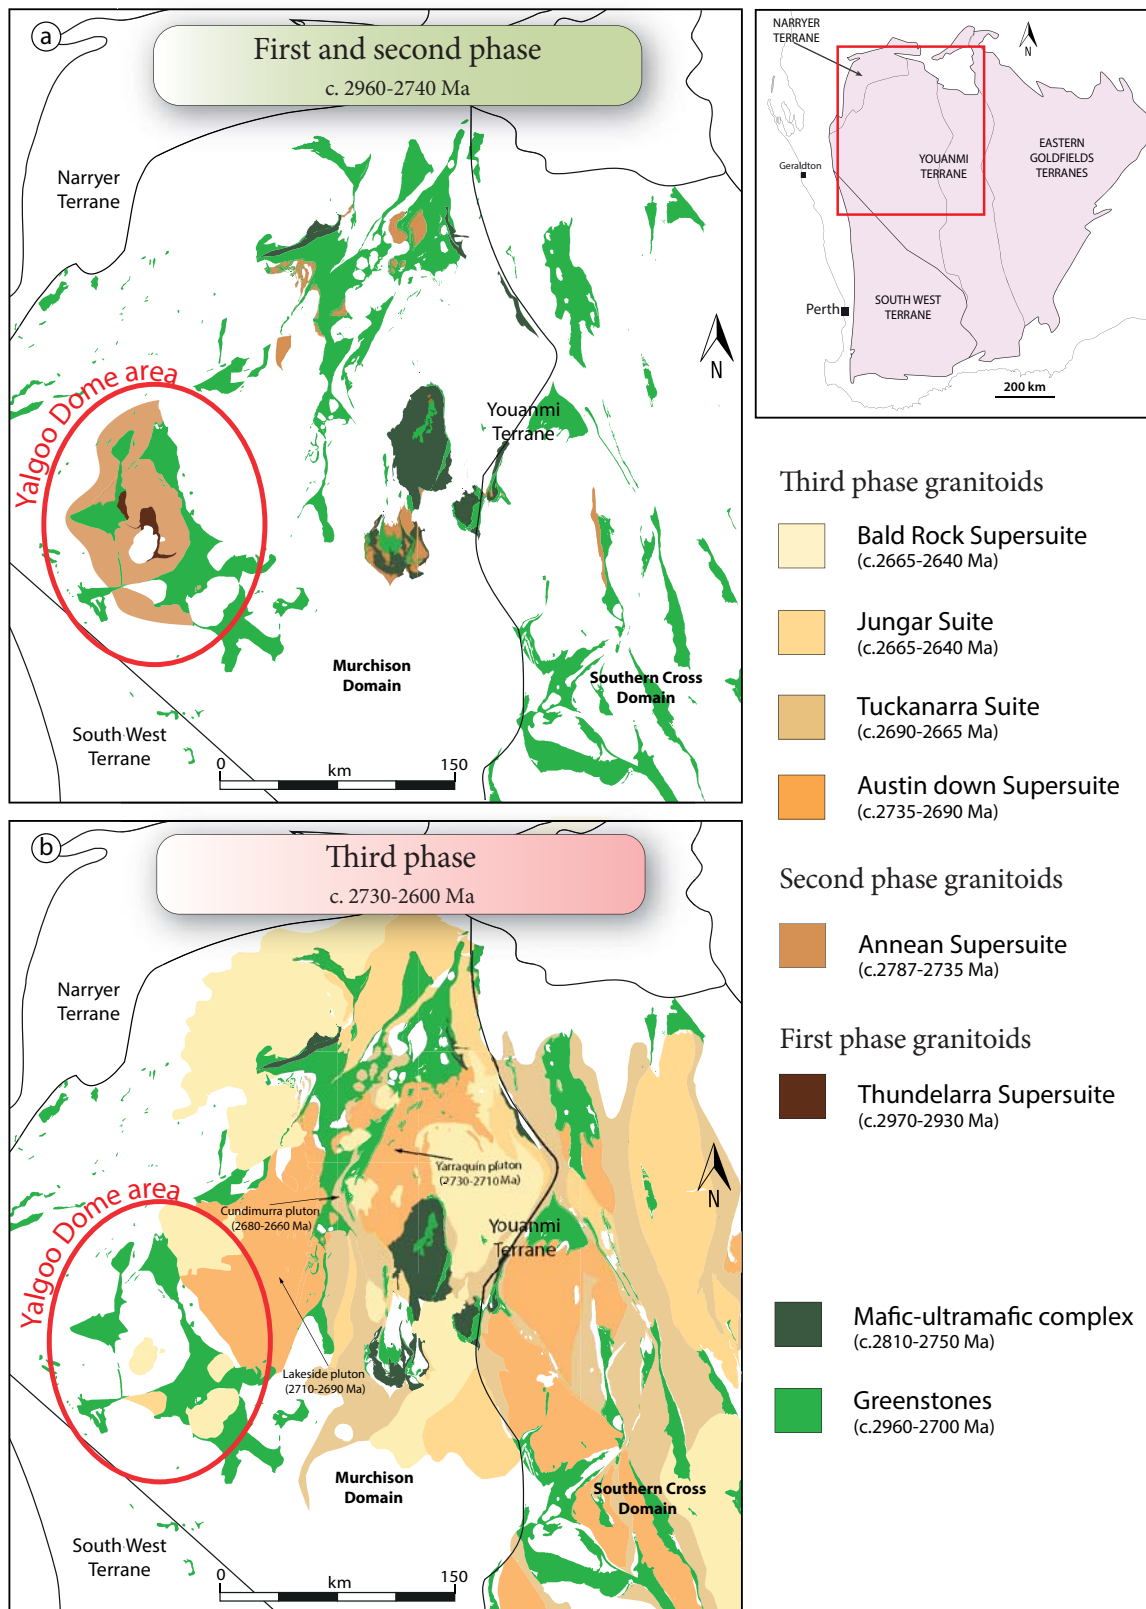 a
First and second phase
c. 2960-2740 Ma
Narryer
Terrane
Yalgoo Dome area
N
Youanmi
Terrane
Murchison
Domain
Southern Cross
Domain
South West
Terrane
0
km
150
NARRYER
TERRANE
N
Geraldton
YOUANMI
TERRANE
EASTERN
GOLDFIELDS
TERRANES
Perth
SOUTH WEST
TERRANE
200 km
Third phase granitoids
Bald Rock Supersuite
(c.2665-2640 Ma)
Jungar Suite
(c.2665-2640 Ma)
Tuckanarra Suite
(c.2690-2665 Ma)
Austin down Supersuite
(c.2735-2690 Ma)
Second phase granitoids
Annean Supersuite
(c.2787-2735 Ma)
First phase granitoids
Thundelarra Supersuite
(c.2970-2930 Ma)
Mafic-ultramafic complex
(c.2810-2750 Ma)
Greenstones
(c.2960-2700 Ma)
b
Third phase
c. 2730-2600 Ma
Narryer
Terrane
Yarraquin pluton
(2730-2710 Ma)
N
Yalgoo Dome area
Cundimurra pluton
(2680-2660 Ma)
Youanmi
Terrane
Lakeside pluton
(2710-2690 Ma)
Murchison
Domain
Southern Cross
Domain
South West
Terrane
0
km
150